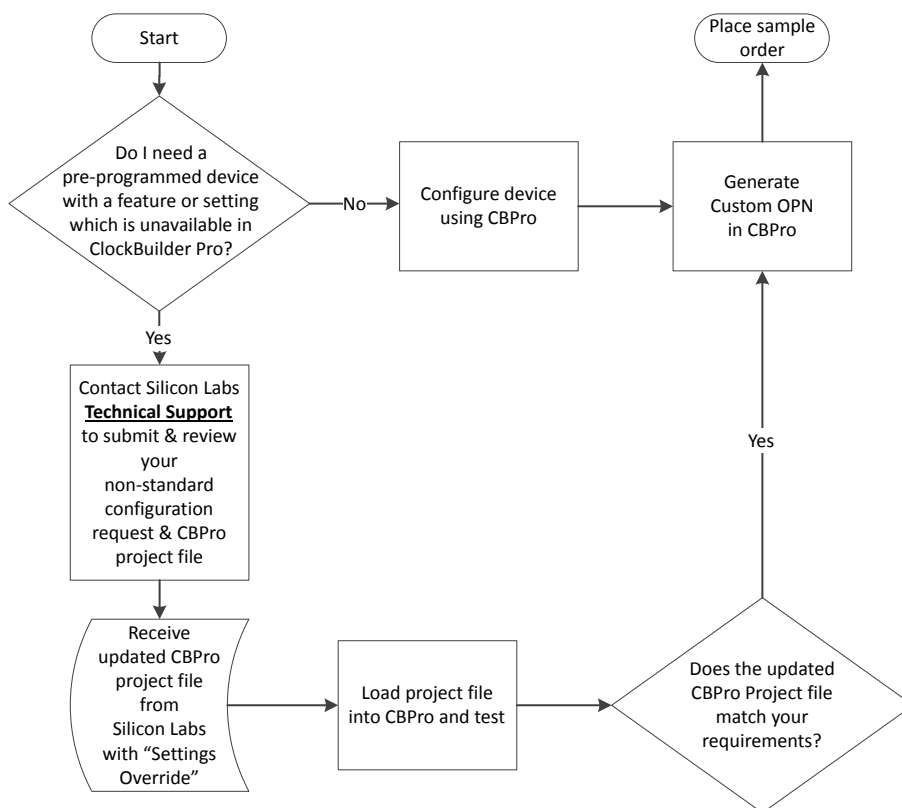 Start
Place sample
order
Do I need a
pre-programmed device
with a feature or setting
which is unavailable in
ClockBuilder Pro?
No
Configure device
using CBPro
Generate
Custom OPN
in CBPro
Yes
Contact Silicon Labs
Technical Support
to submit & review
your
non-standard
configuration
request & CBPro
project file
Yes
Receive
updated CBPro
project file
from
Silicon Labs
with “Settings
Override”
Load project file
into CBPro and test
Does the updated
CBPro Project file
match your
requirements?